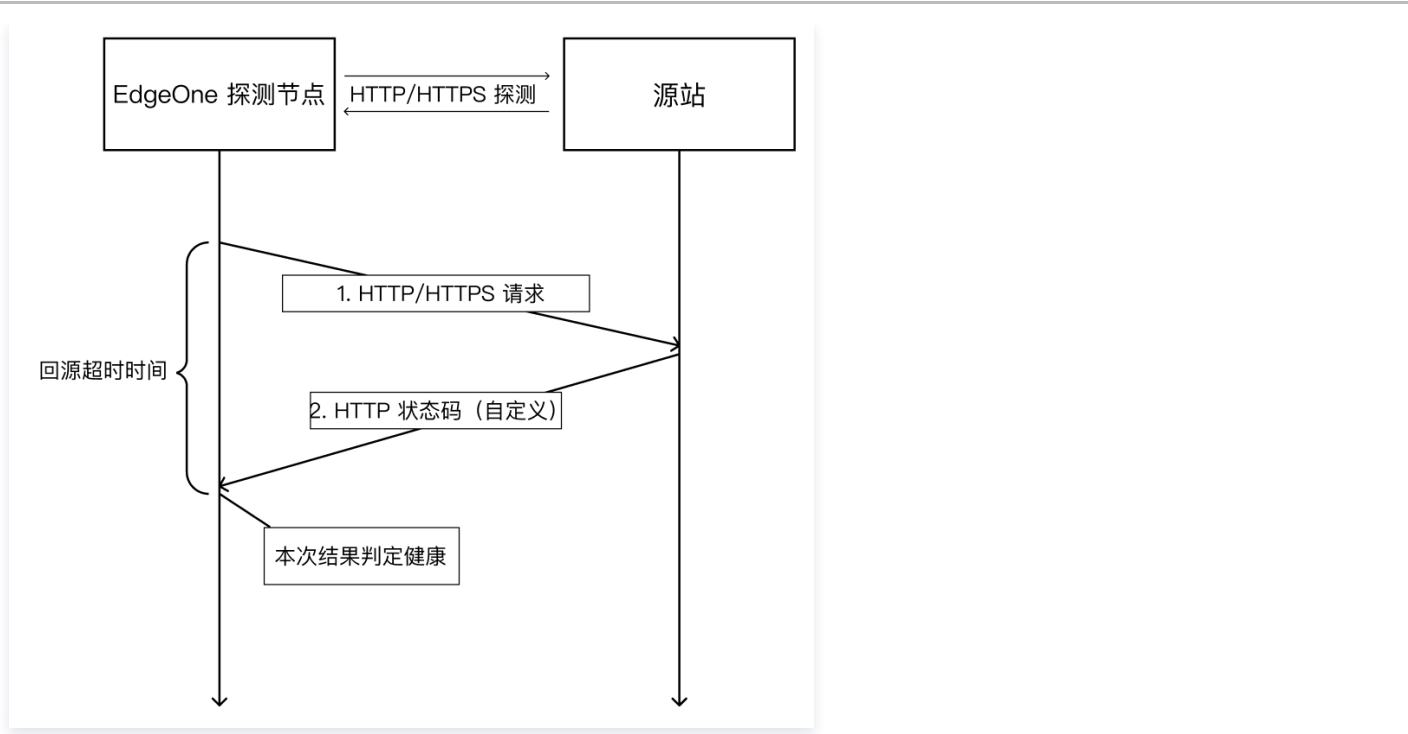 EdgeOne 探测节点
HTTP/HTTPS 探测
源站
1. HTTP/HTTPS 请求
回源超时时间
2. HTTP 状态码（自定义）
本次结果判定健康